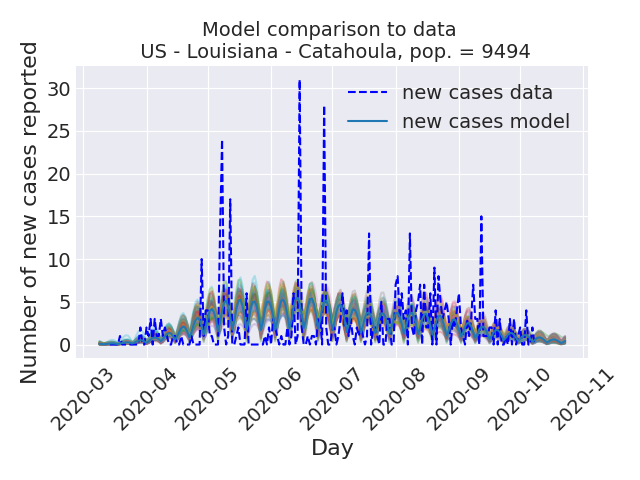 Model comparison to data
US - Louisiana - Catahoula, pop. = 9494
Number of new cases reported
30
25
20
15
10
5
0
new cases data
new cases model
2020-03
2020-04
2020-05
2020-06
2020-07
2020-08
2020-09
2020-10
2020-11
Day